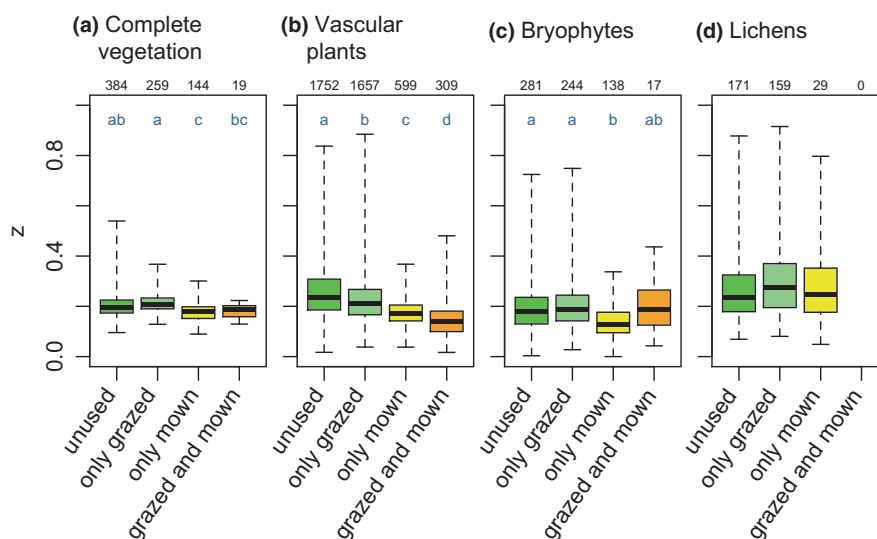 (a) Complete vegetation
(b) Vascular plants
(c) Bryophytes
(d) Lichens
384 259 144 19
1752 1657 599 309
281 244 138 17
171 159 29 0
ab a c bc
a b c d
a a b ab
z
0.8
0.4
0.0
unused
only grazed
only mown
grazed and mown
unused
only grazed
only mown
grazed and mown
unused
only grazed
only mown
grazed and mown
unused
only grazed
only mown
grazed and mown